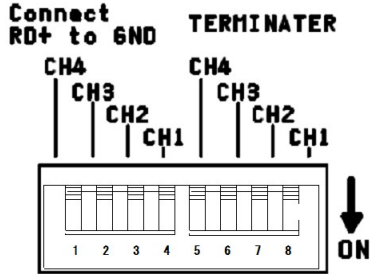 Connect
RD+ to GND
TERMINATER
CH4
CH3
CH2
CH1
CH4
CH3
CH2
CH1
1 2 3 4 5 6 7 8
ON